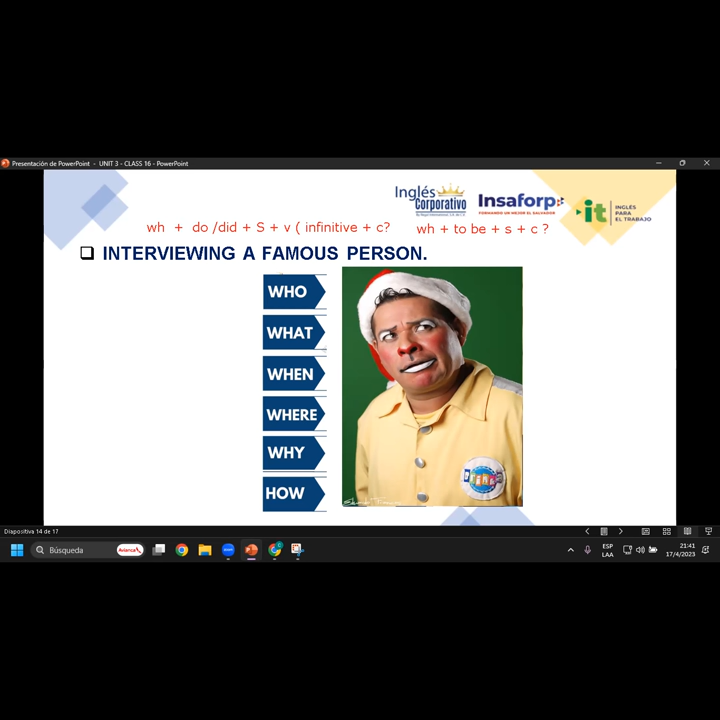 Presentación de PowerPoint - UNIT 3 - CLASS 16 - PowerPoint
Inglés
Corporativo
Insaforp
FORMANDO UN MEJOR EL SALVADOR
it
INGLÉS
PARA
EL TRABAJO
wh + do /did + S + v ( infinitive + c?
wh + to be + s + c ?
INTERVIEWING A FAMOUS PERSON.
WHO
WHAT
WHEN
WHERE
WHY
HOW
Diapositiva 14 de 17
Búsqueda
Avianca
ESP
LAA
21:41
17/4/2023